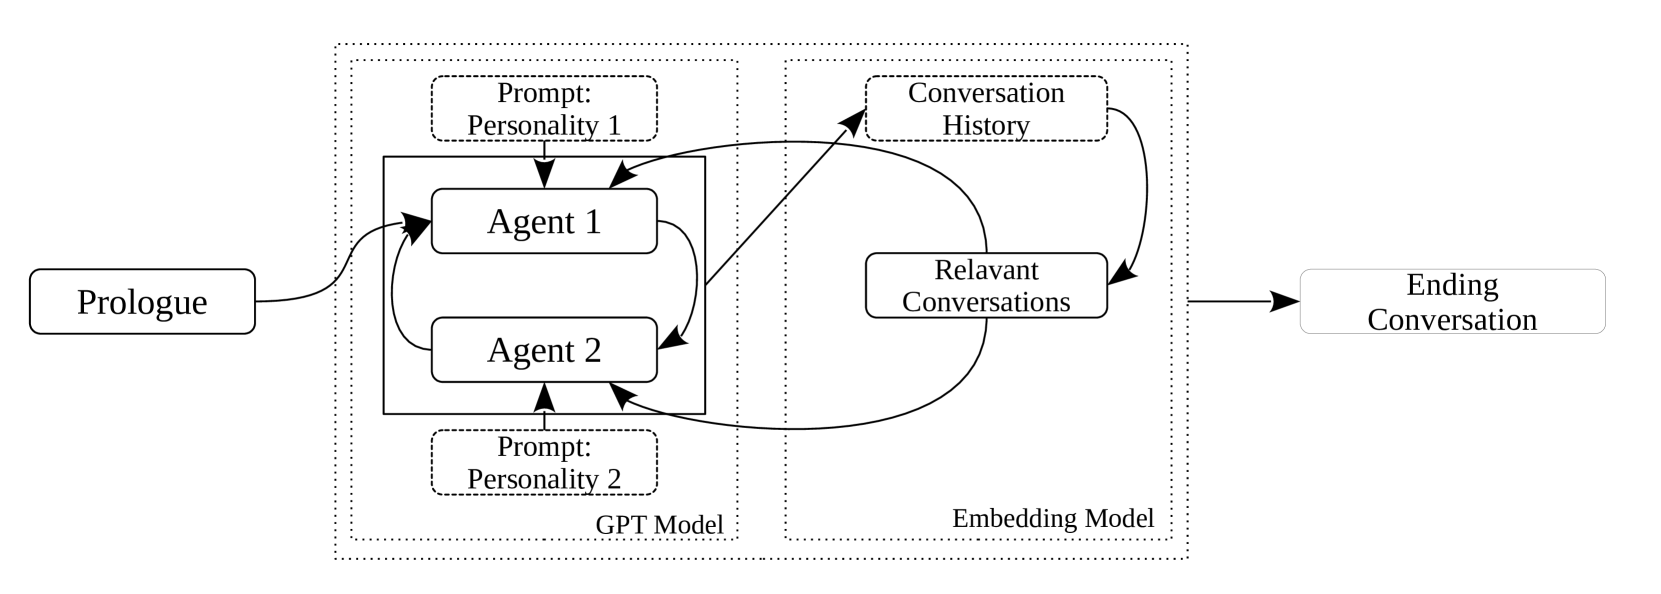 Prologue
Prompt:
Personality 1
Agent 1
Agent 2
Prompt:
Personality 2
GPT Model
Conversation
History
Relavant
Conversations
Embedding Model
Ending
Conversation